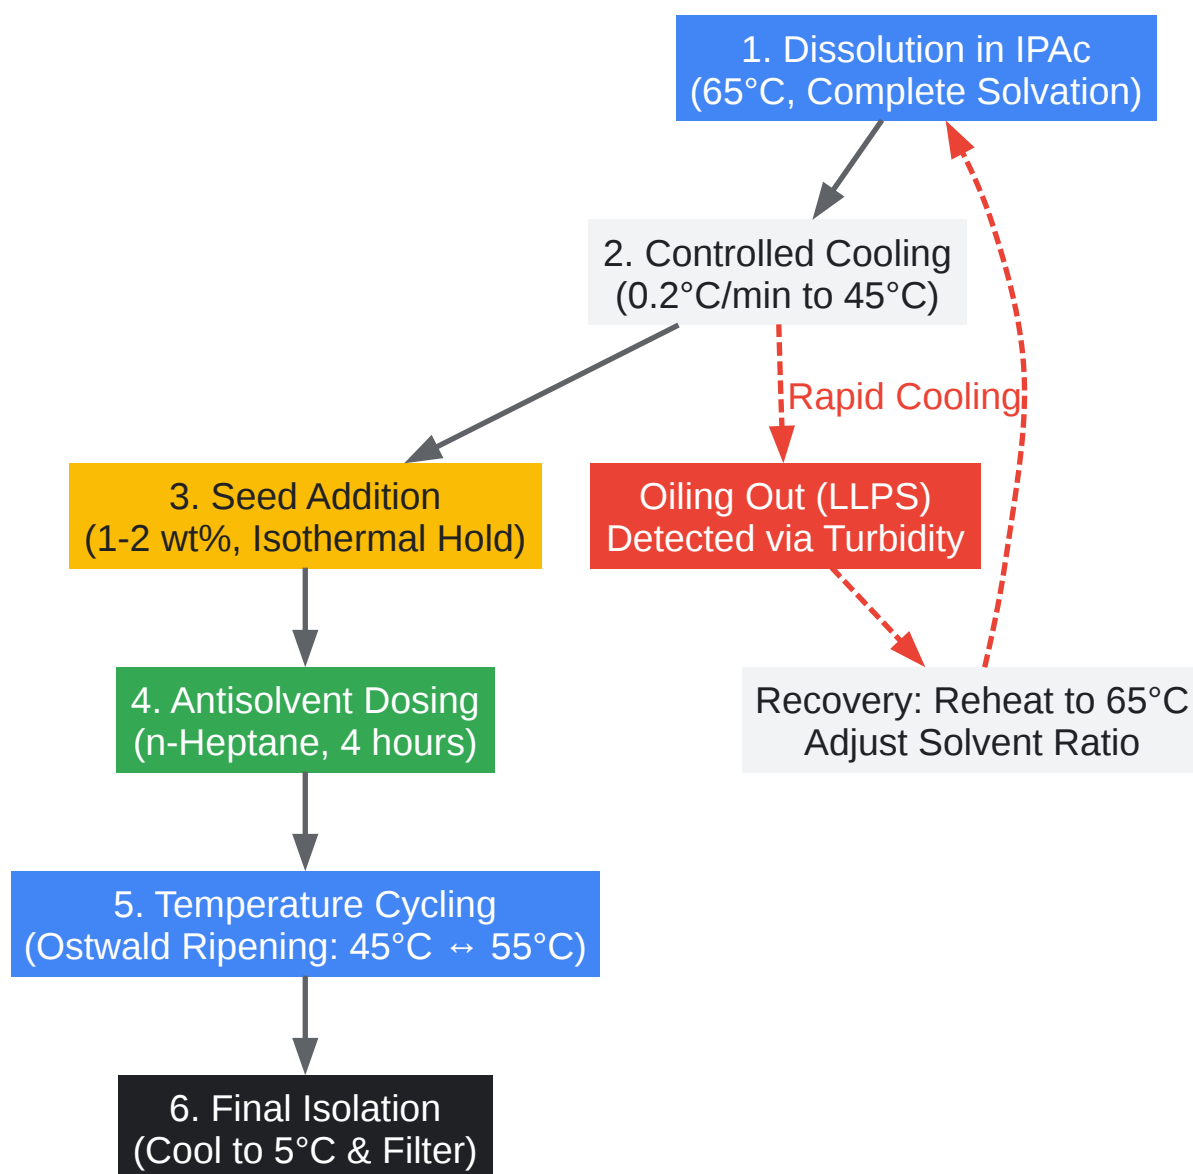 1. Dissolution in IPAc
(65°C, Complete Solvation)
2. Controlled Cooling
(0.2°C/min to 45°C)
Rapid Cooling
3. Seed Addition
(1-2 wt%, Isothermal Hold)
Oiling Out (LLPS)
Detected via Turbidity
4. Antisolvent Dosing
(n-Heptane, 4 hours)
Recovery: Reheat to 65°C
Adjust Solvent Ratio
5. Temperature Cycling
(Ostwald Ripening: 45°C ↔ 55°C)
6. Final Isolation
(Cool to 5°C & Filter)